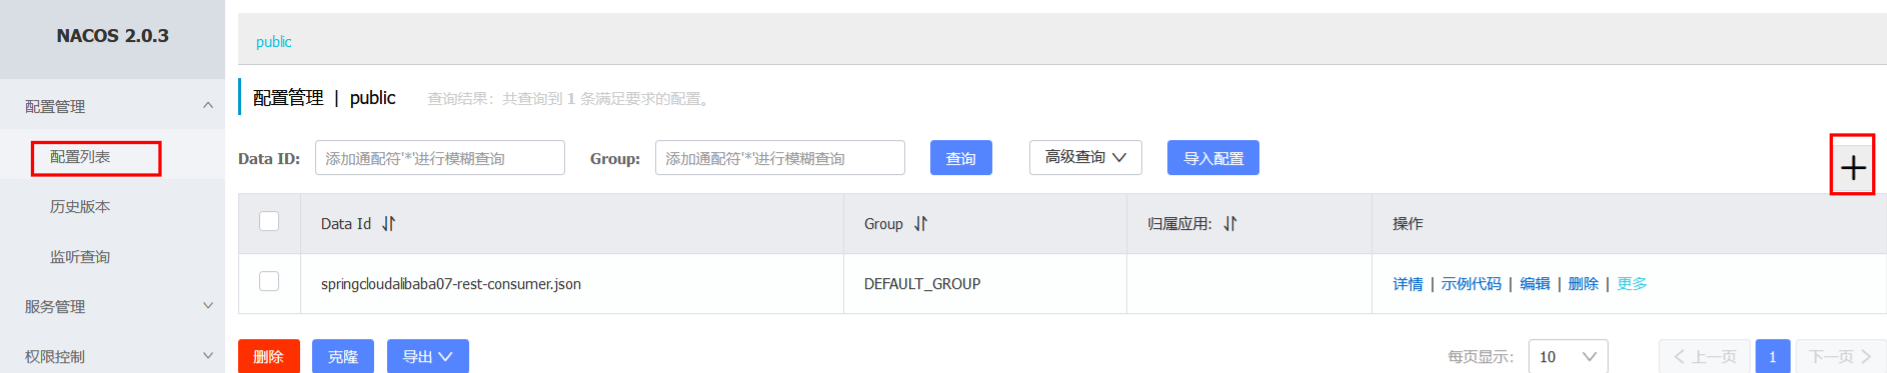 NACOS 2.0.3
public
配置管理
配置管理 | public 查询结果：共查询到 1 条满足要求的配置。
配置列表
Data ID: 添加通配符'*'进行模糊查询 Group: 添加通配符'*'进行模糊查询 查询 高级查询 导入配置
历史版本
Data Id Group 归属应用: 操作
监听查询
springcloudalibaba07-rest-consumer.json DEFAULT_GROUP 详情 | 示例代码 | 编辑 | 删除 | 更多
服务管理
权限控制
删除 克隆 导出 每页显示: 10 上一页 1 下一页